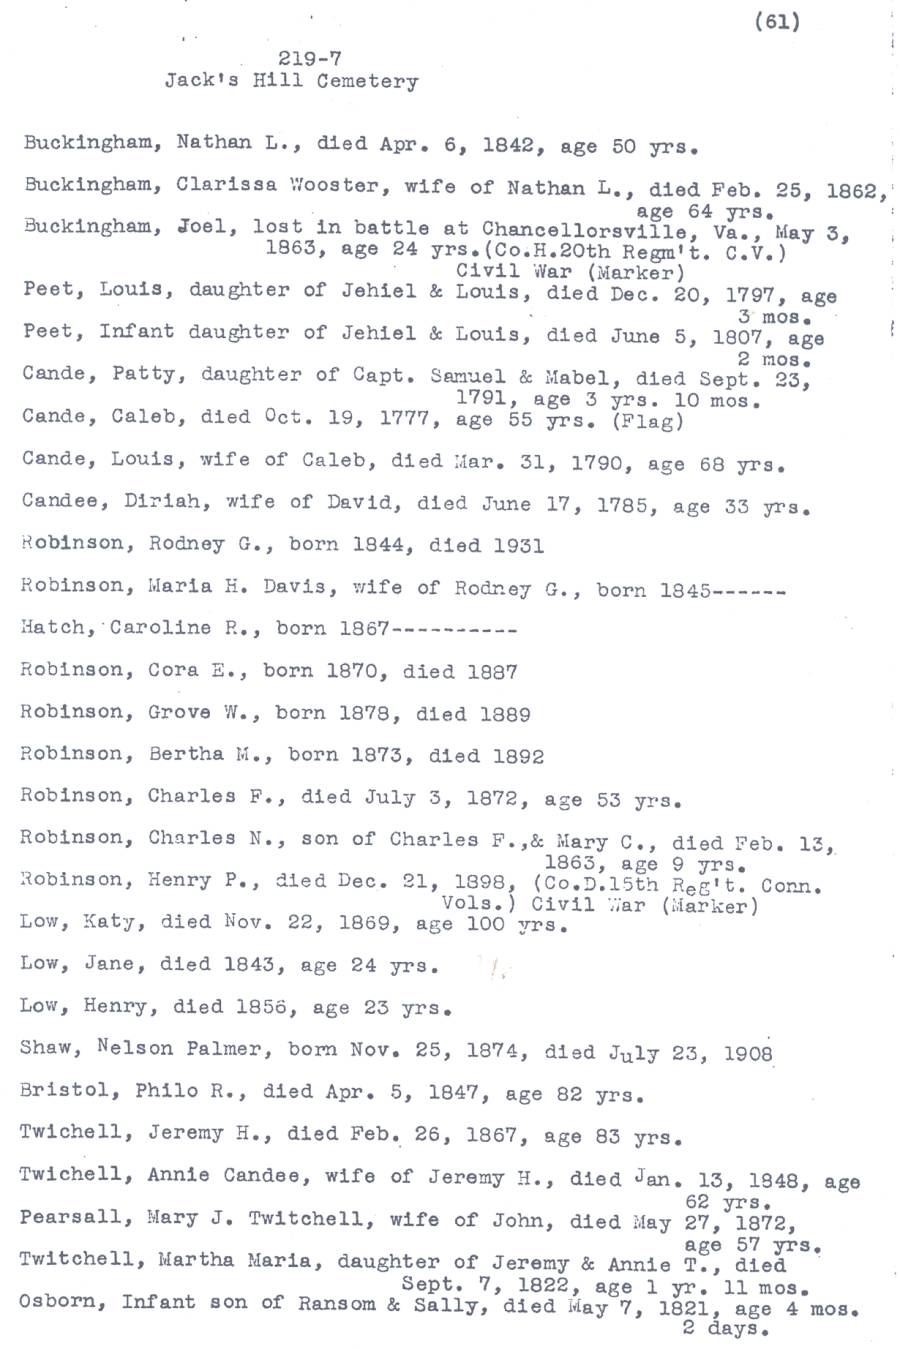 (61)
219-7
Jack's Hill Cemetery
Buckingham, Nathan L., died Apr. 6, 1842, age 50 yrs.
Buckingham, Clarissa Wooster, wife of Nathan L., died Feb. 25, 1862,
age 64 yrs.
Buckingham, Joel, lost in battle at Chancellorsville, Va., May 3,
1863, age 24 yrs.(Co.H.20th Regm't. C.V.)
Civil War (Marker)
Peet, Louis, daughter of Jehiel & Louis, died Dec. 20, 1797, age
3 mos.
Peet, Infant daughter of Jehiel & Louis, died June 5, 1807, age
2 mos.
Cande, Patty, daughter of Capt. Samuel & Mabel, died Sept. 23,
1791, age 3 yrs. 10 mos.
Cande, Caleb, died Oct. 19, 1777, age 55 yrs. (Flag)
Cande, Louis, wife of Caleb, died Mar. 31, 1790, age 68 yrs.
Candee, Diriah, wife of David, died June 17, 1785, age 33 yrs.
Robinson, Rodney G., born 1844, died 1931
Robinson, Maria H. Davis, wife of Rodney G., born 1845------
Hatch, Caroline R., born 1867----------
Robinson, Cora E., born 1870, died 1887
Robinson, Grove W., born 1878, died 1889
Robinson, Bertha M., born 1873, died 1892
Robinson, Charles F., died July 3, 1872, age 53 yrs.
Robinson, Charles N., son of Charles F.,& Mary C., died Feb. 13,
1863, age 9 yrs.
Robinson, Henry P., died Dec. 21, 1898, (Co.D.15th Reg't. Conn.
Vols.) Civil War (Marker)
Low, Katy, died Nov. 22, 1869, age 100 yrs.
Low, Jane, died 1843, age 24 yrs.
Low, Henry, died 1856, age 23 yrs.
Shaw, Nelson Palmer, born Nov. 25, 1874, died July 23, 1908
Bristol, Philo R., died Apr. 5, 1847, age 82 yrs.
Twichell, Jeremy H., died Feb. 26, 1867, age 83 yrs.
Twichell, Annie Candee, wife of Jeremy H., died Jan. 13, 1848, age
62 yrs.
Pearsall, Mary J. Twitchell, wife of John, died May 27, 1872,
age 57 yrs.
Twitchell, Martha Maria, daughter of Jeremy & Annie T., died
Sept. 7, 1822, age 1 yr. 11 mos.
Osborn, Infant son of Ransom & Sally, died May 7, 1821, age 4 mos.
2 days.